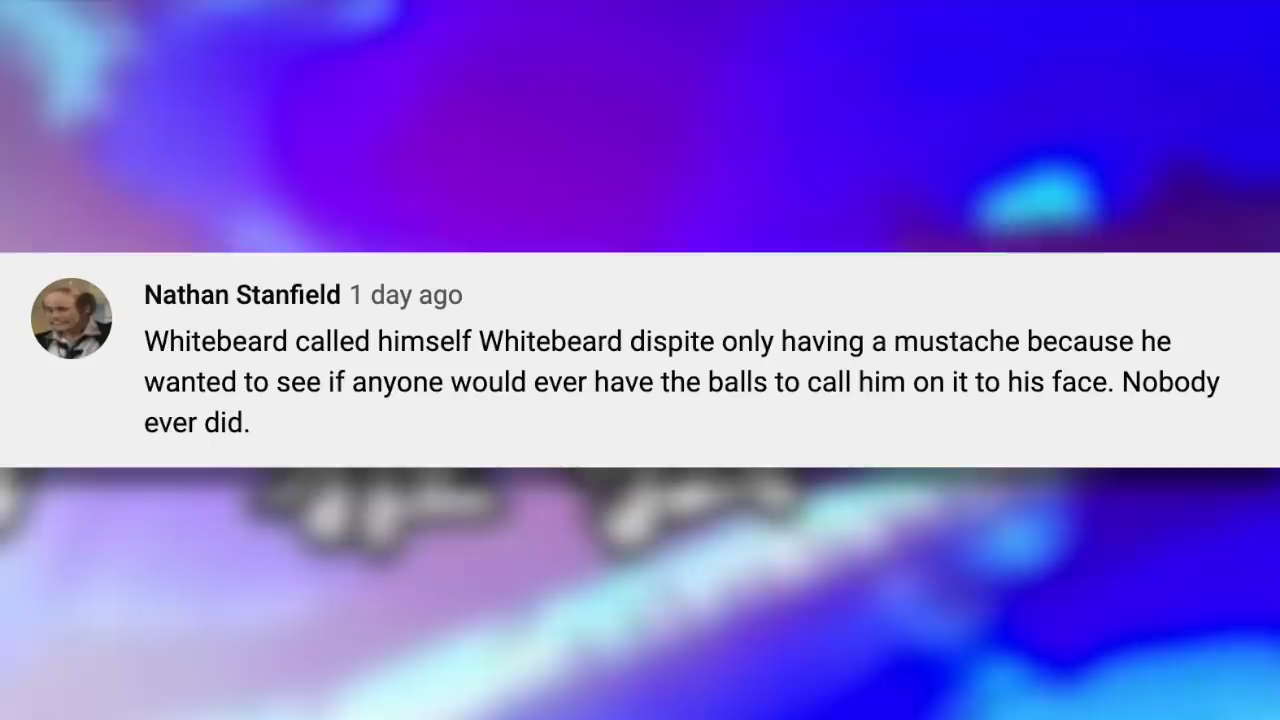 Nathan Stanfield 1 day ago
Whitebeard called himself Whitebeard dispite only having a mustache because he
wanted to see if anyone would ever have the balls to call him on it to his face. Nobody
ever did.